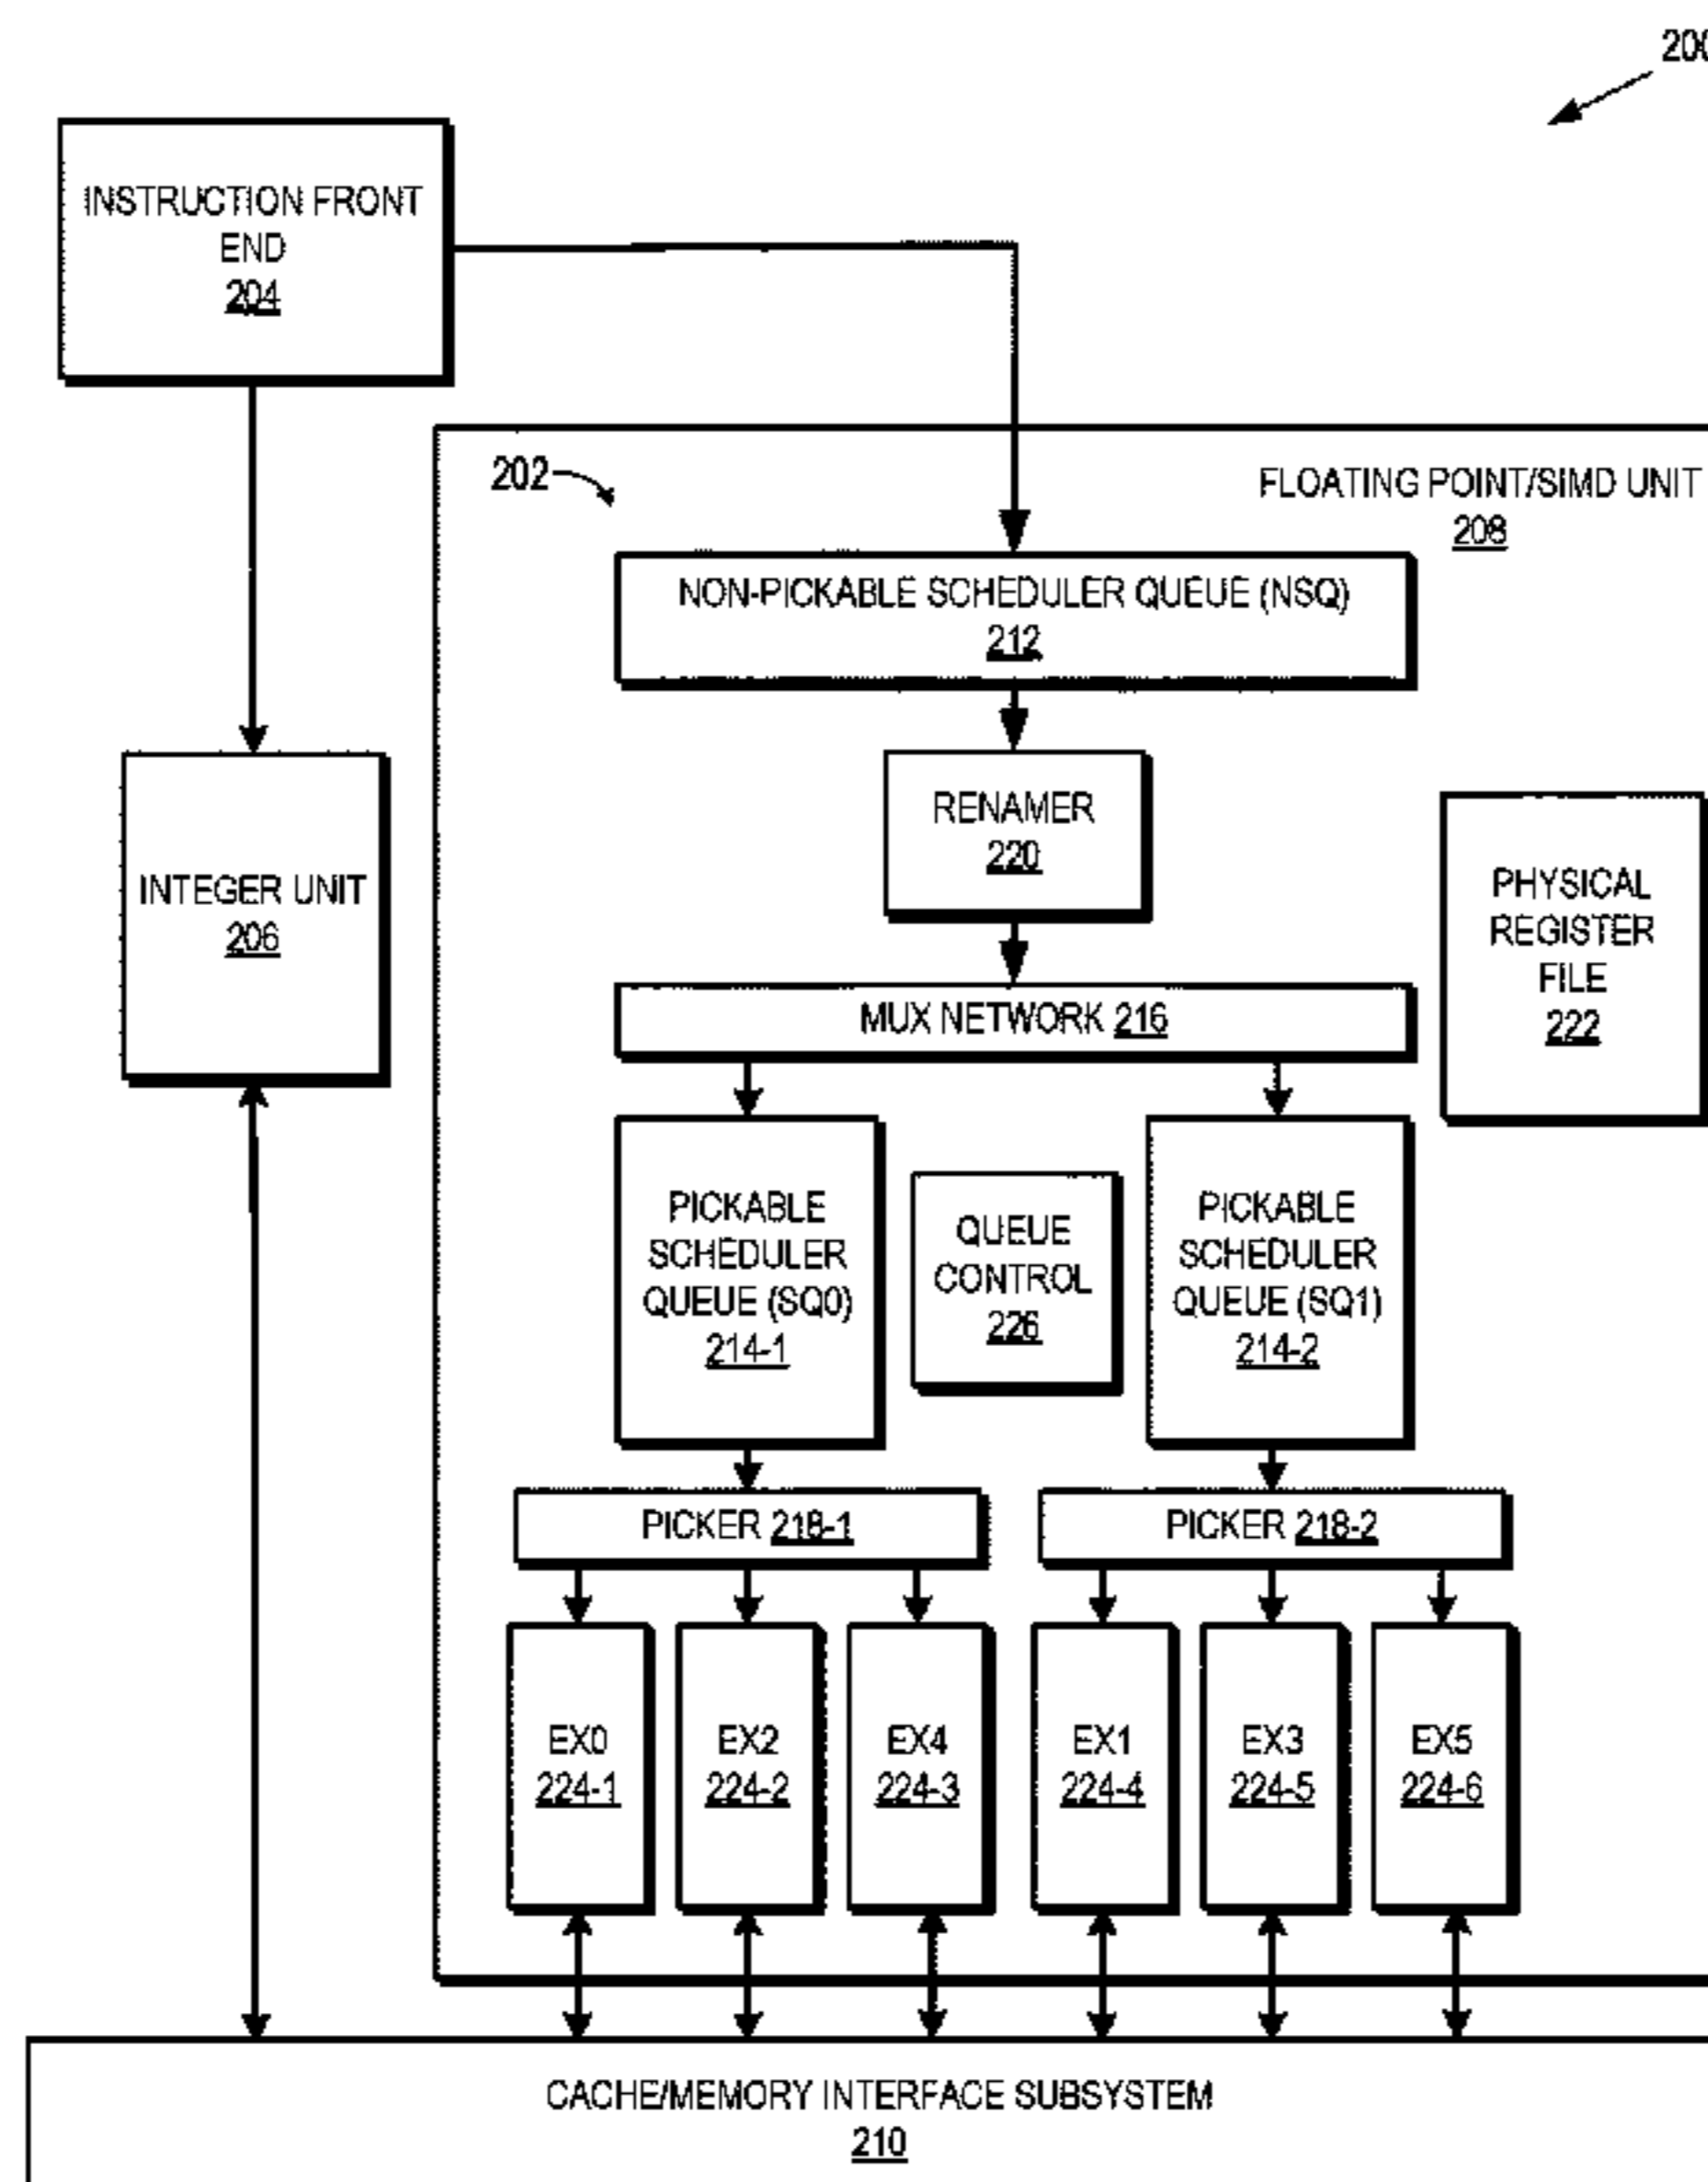 200
INSTRUCTION FRONT
END
204
202
FLOATING POINT/SIMD UNIT
208
NON-PICKABLE SCHEDULER QUEUE (NSQ)
212
RENAMER
220
INTEGER UNIT
206
PHYSICAL
REGISTER
FILE
222
MUX NETWORK 216
PICKABLE
SCHEDULER
QUEUE (SQ0)
214-1
QUEUE
CONTROL
226
PICKABLE
SCHEDULER
QUEUE (SQ1)
214-2
PICKER 218-1
PICKER 218-2
EX0
224-1
EX2
224-2
EX4
224-3
EX1
224-4
EX3
224-5
EX5
224-6
CACHE/MEMORY INTERFACE SUBSYSTEM
210